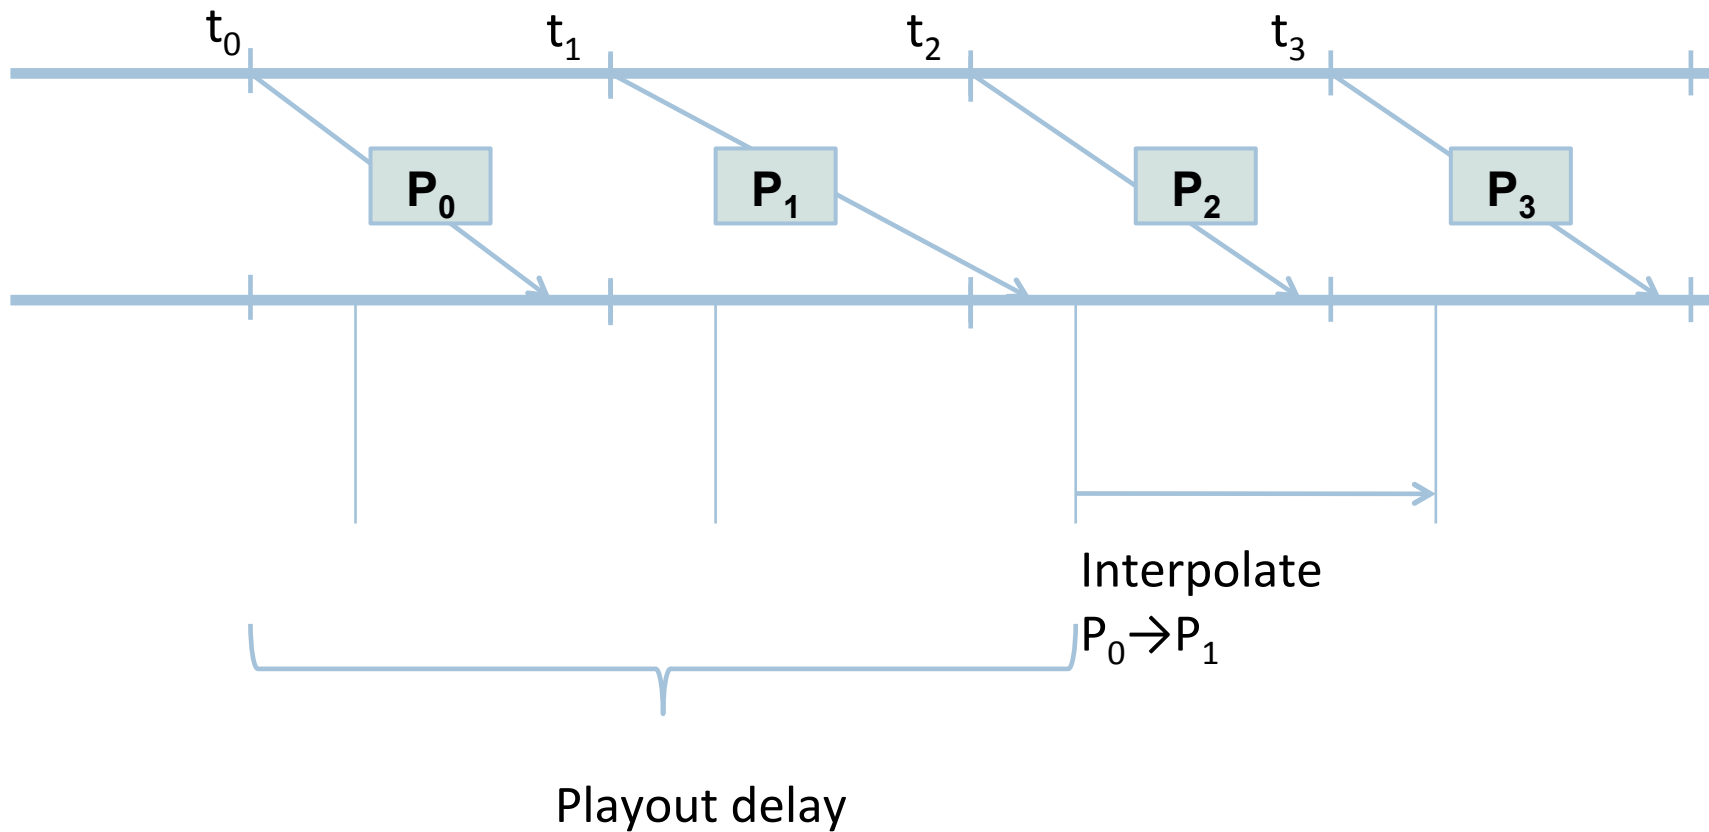 t₀ t₁ t₂ t₃
P₀ P₁ P₂ P₃
Interpolate
P₀→P₁
Playout delay